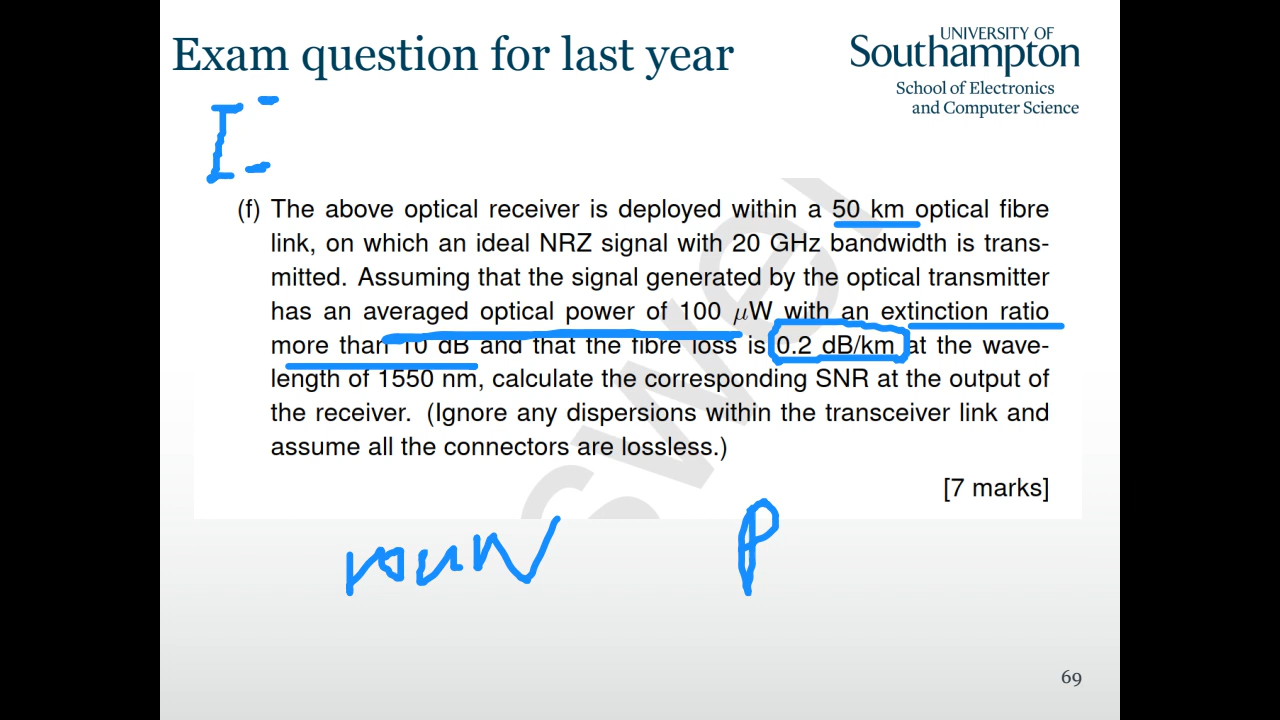 Exam question for last year
UNIVERSITY OF
Southampton
School of Electronics
and Computer Science
(f) The above optical receiver is deployed within a 50 km optical fibre
link, on which an ideal NRZ signal with 20 GHz bandwidth is trans-
mitted. Assuming that the signal generated by the optical transmitter
has an averaged optical power of 100 μW with an extinction ratio
more than 10 dB and that the fibre loss is 0.2 dB/km at the wave-
length of 1550 nm, calculate the corresponding SNR at the output of
the receiver. (Ignore any dispersions within the transceiver link and
assume all the connectors are lossless.)
[7 marks]
P
69